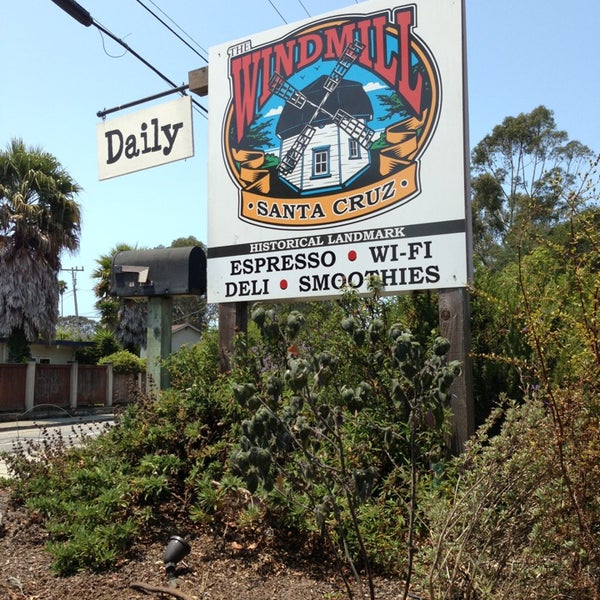 THE
WINDMILL
Daily
• SANTA CRUZ •
HISTORICAL LANDMARK
ESPRESSO • WI-FI
DELI • SMOOTHIES